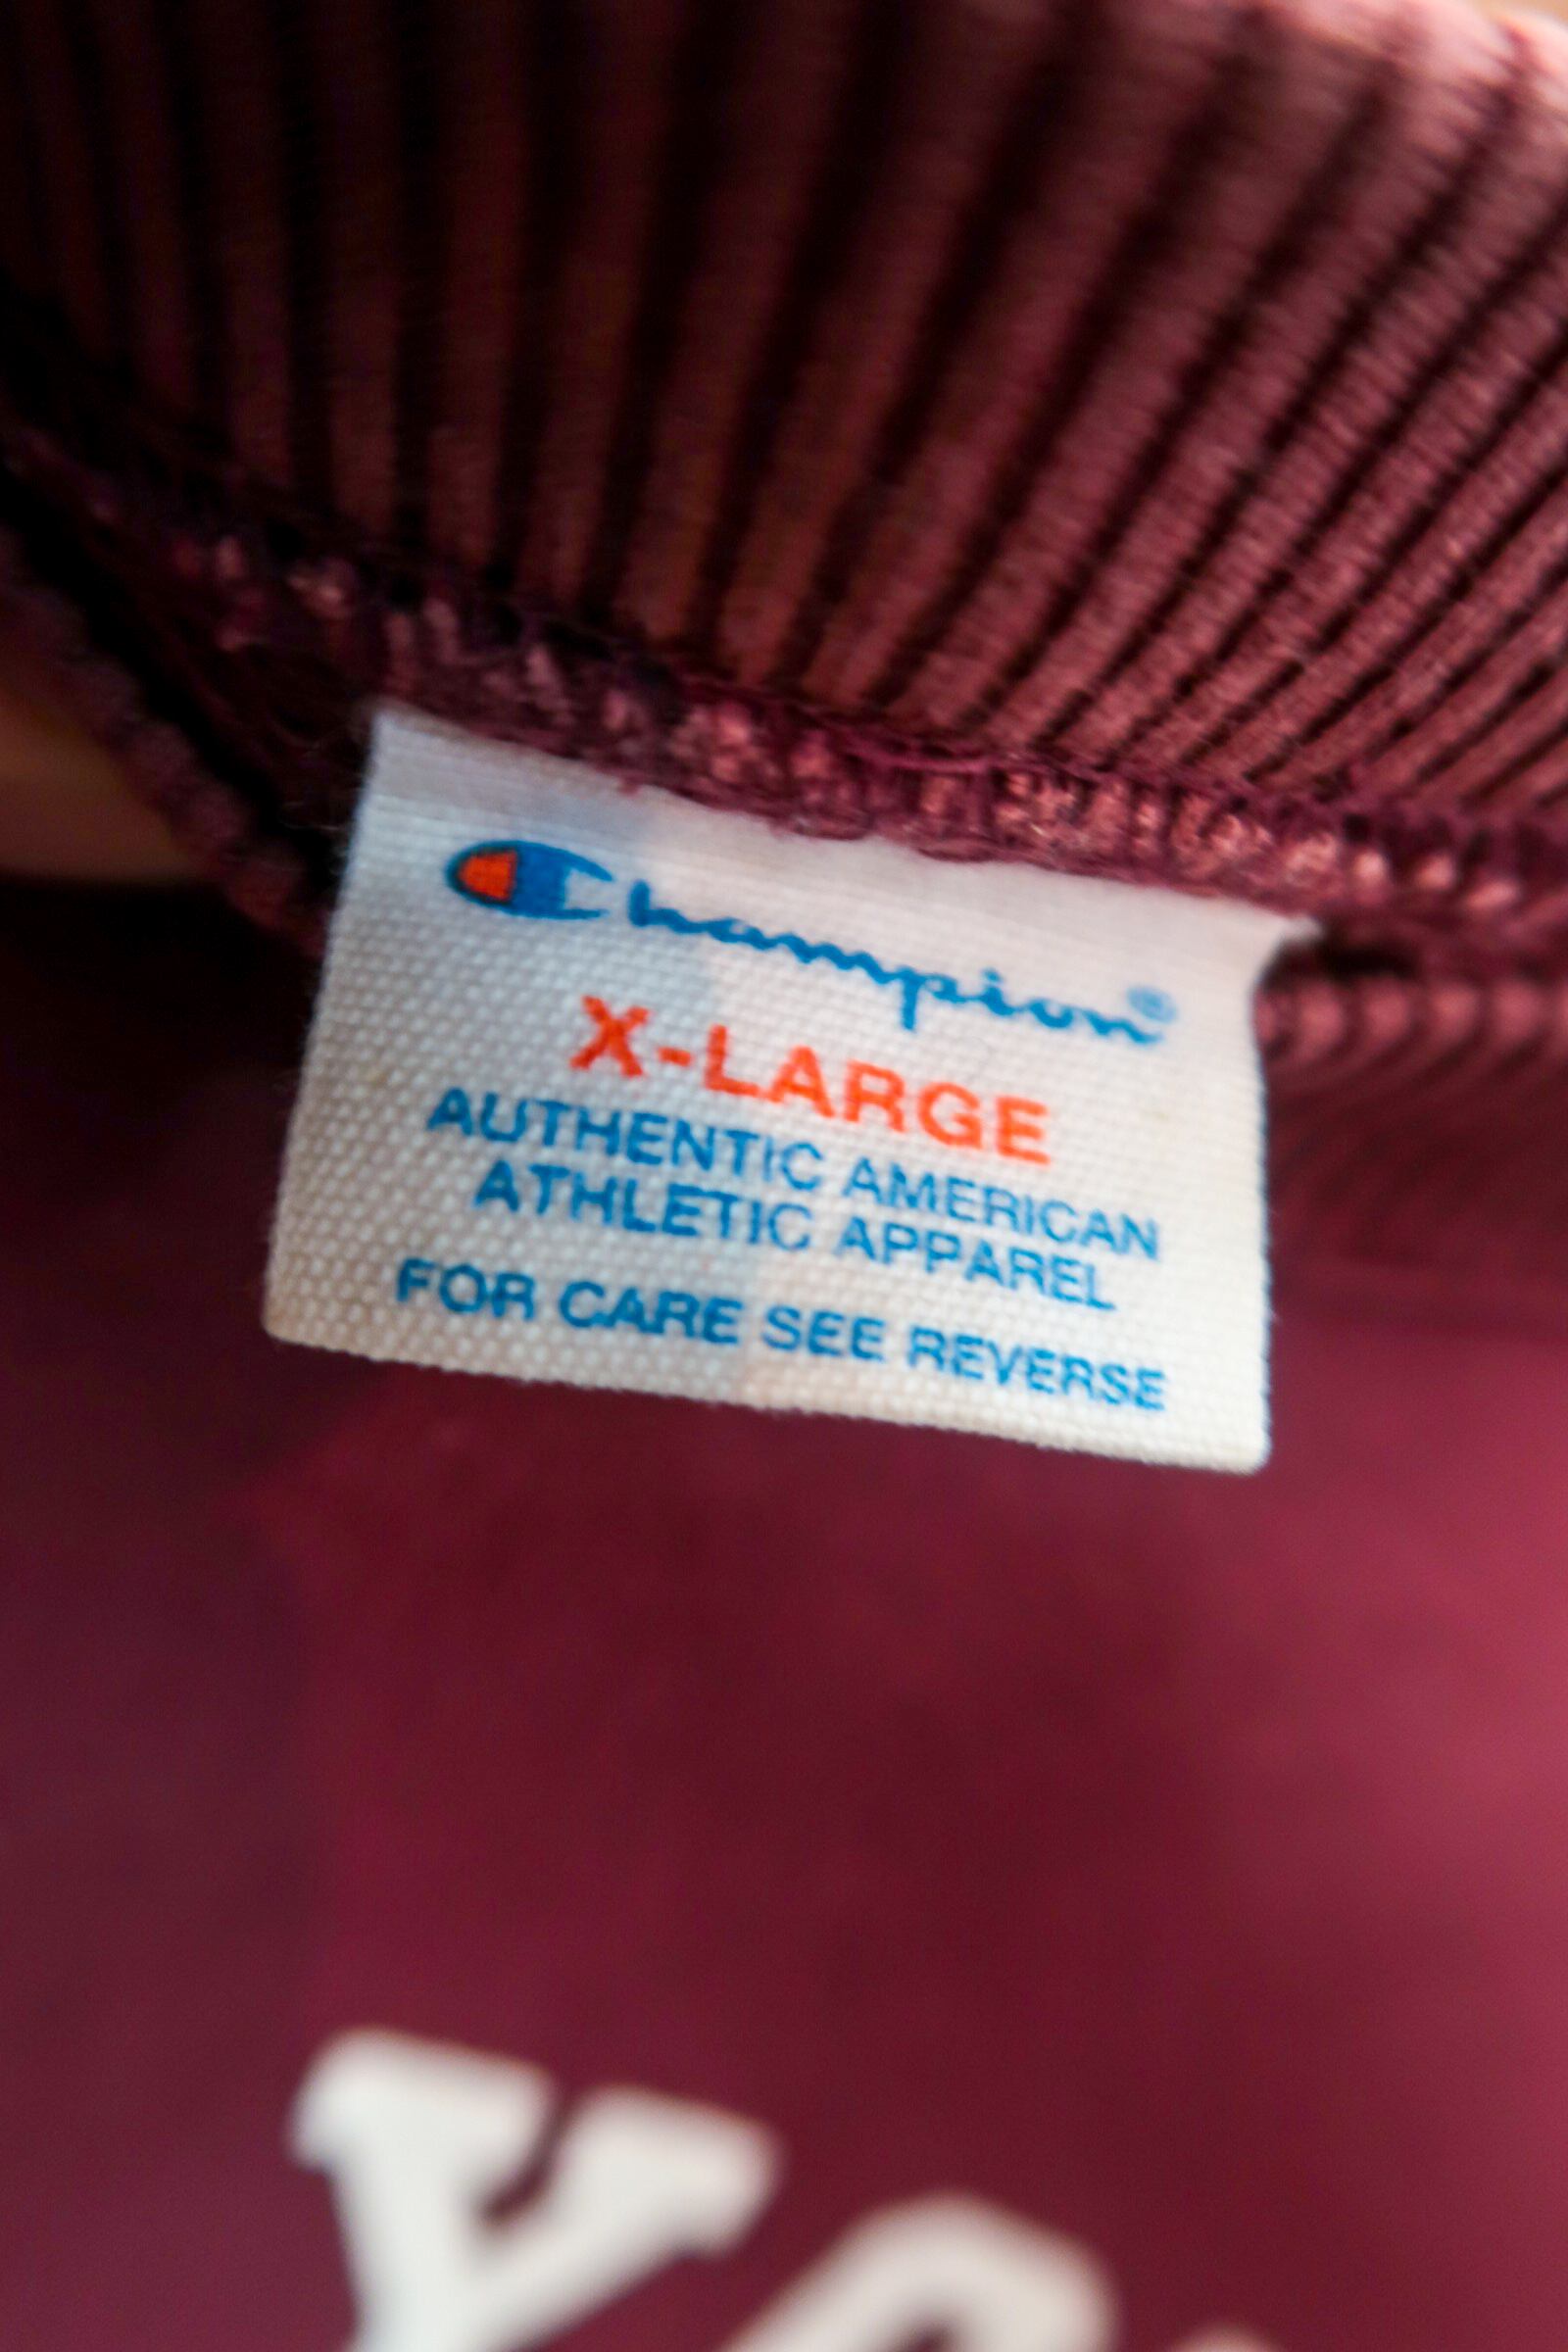 Champion®
X-LARGE
AUTHENTIC AMERICAN
ATHLETIC APPAREL
FOR CARE SEE REVERSE
Y